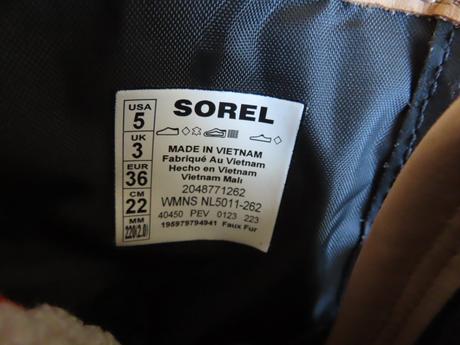 USA
5
UK
3
EUR
36
CM
22
MM
220(2.0)
SOREL
MADE IN VIETNAM
Fabriqué Au Vietnam
Hecho en Vietnam
Vietnam Malı
2048771262
WMNS NL5011-262
40450 PEV 0123 223
195979794941 Faux Fur